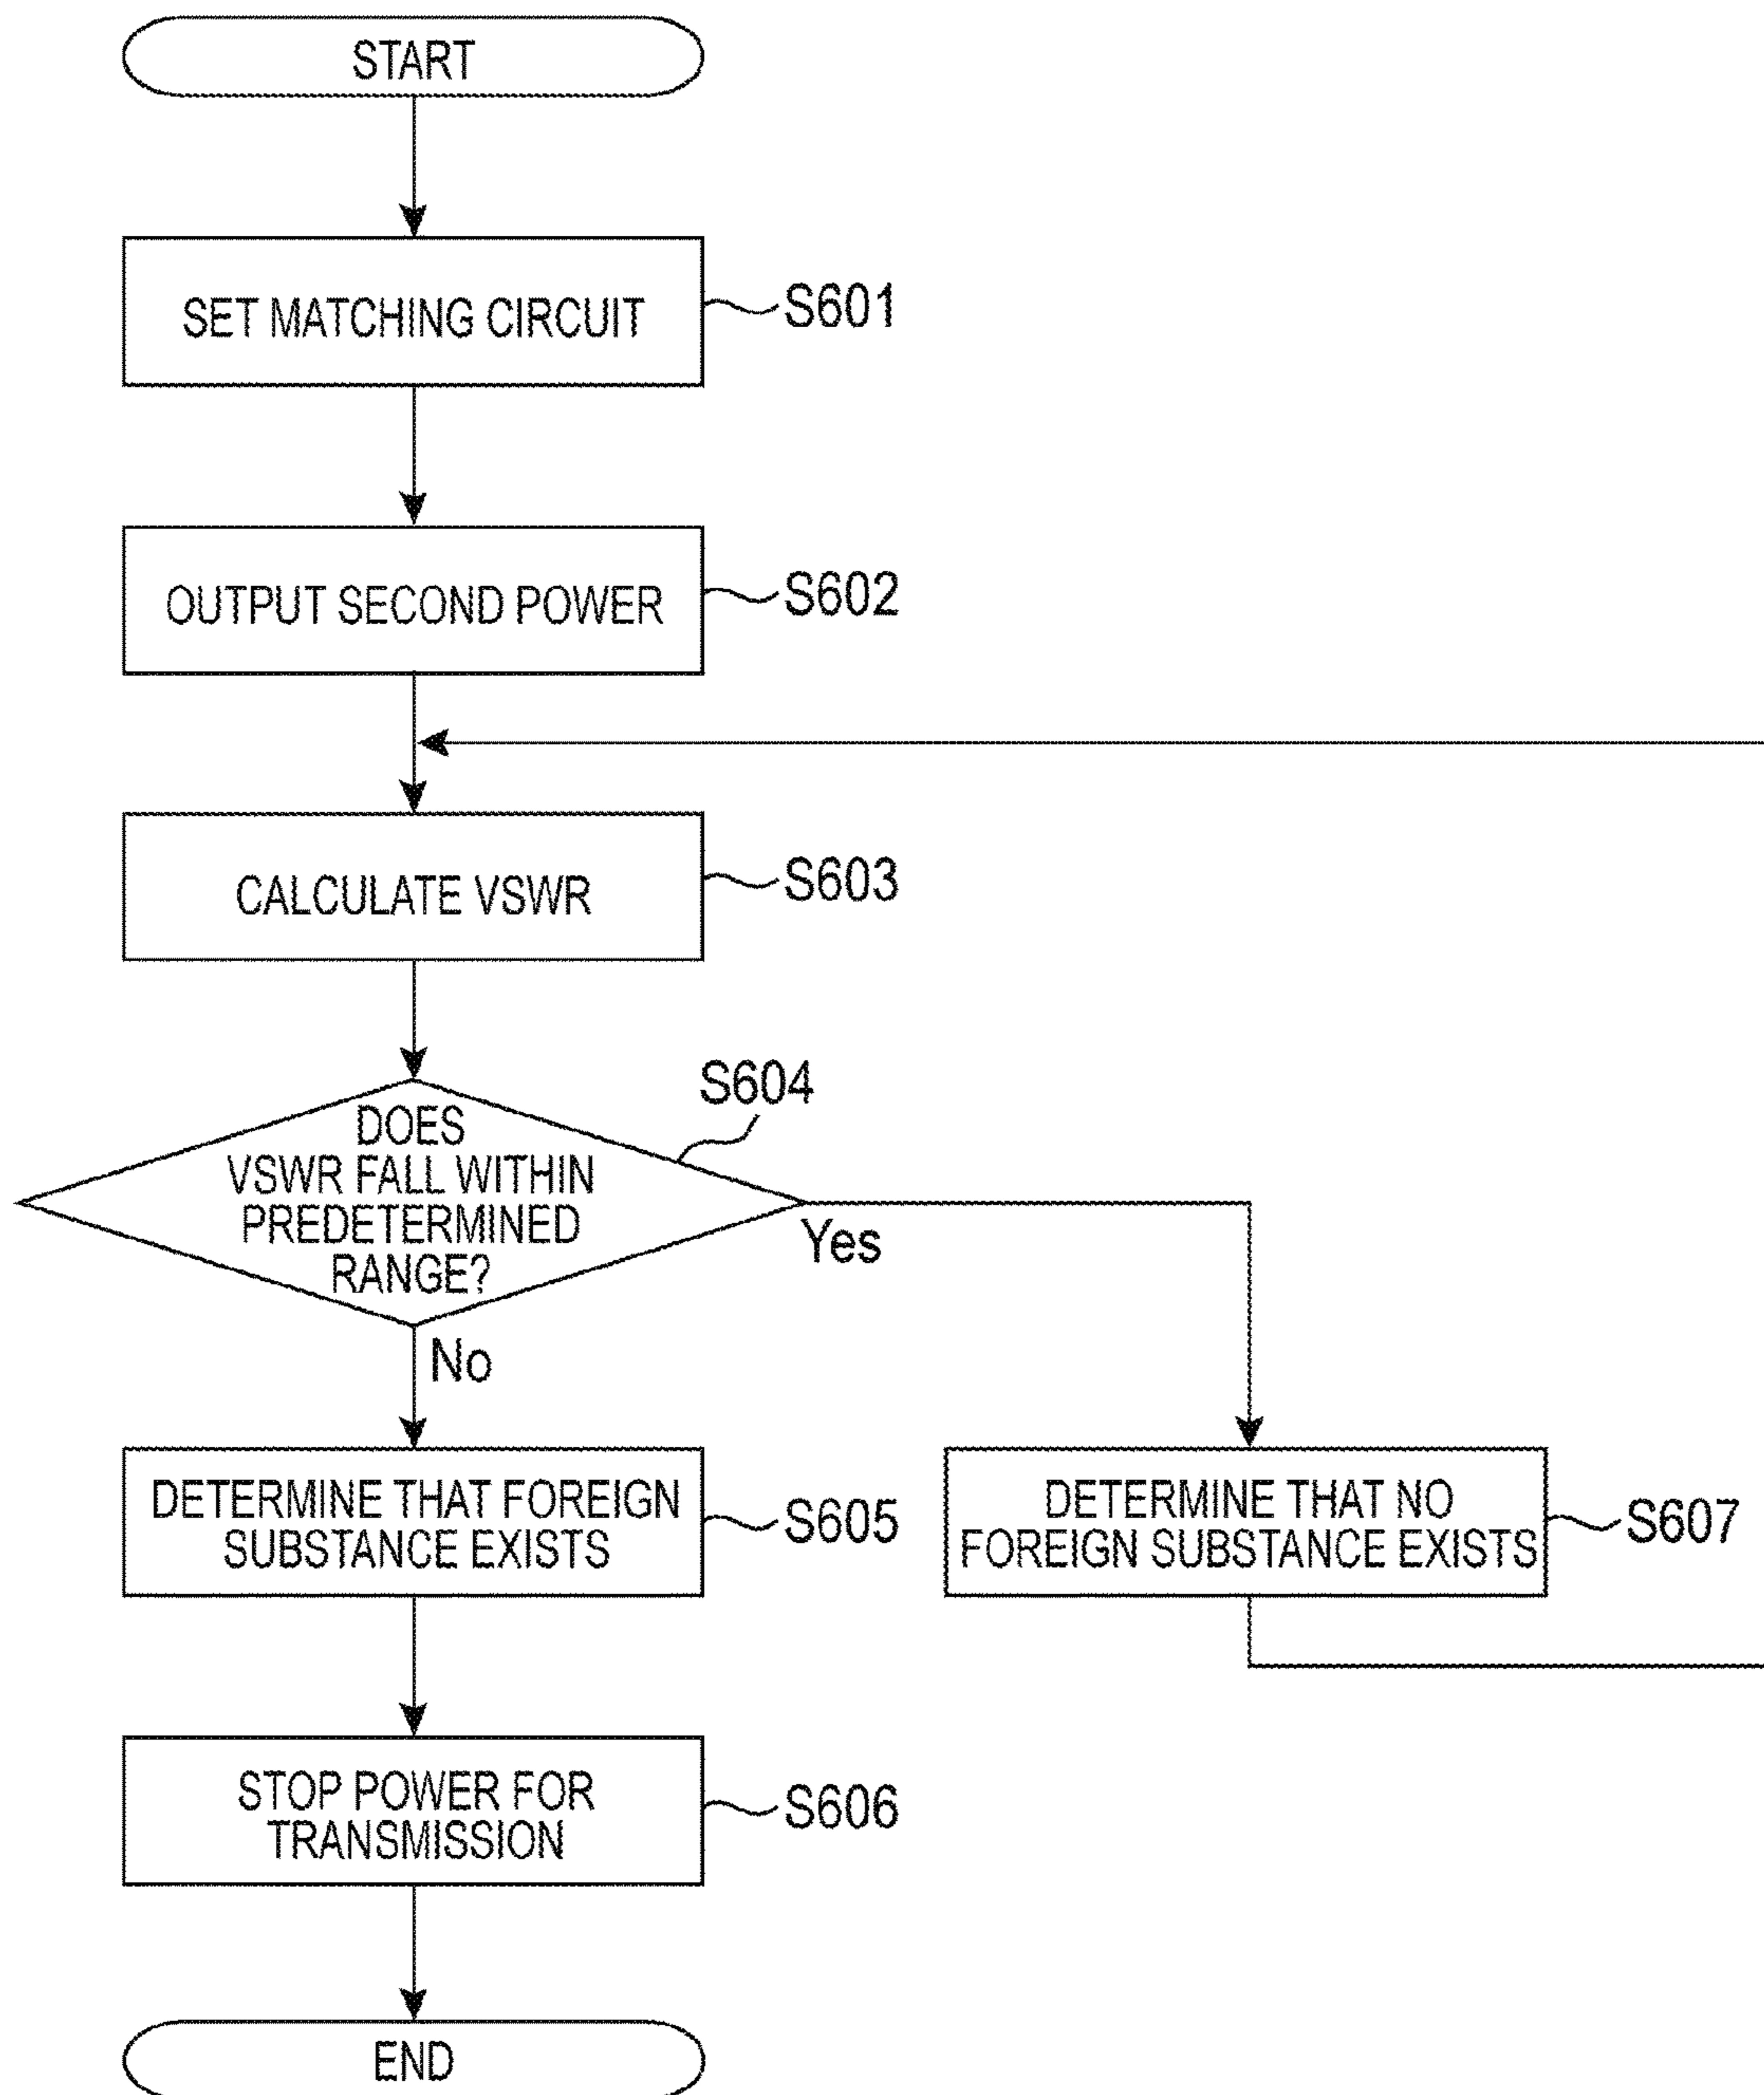 START
SET MATCHING CIRCUIT
S601
OUTPUT SECOND POWER
S602
CALCULATE VSWR
S603
S604
DOES
VSWR FALL WITHIN
PREDETERMINED
RANGE?
Yes
No
DETERMINE THAT FOREIGN
SUBSTANCE EXISTS
S605
DETERMINE THAT NO
FOREIGN SUBSTANCE EXISTS
S607
STOP POWER FOR
TRANSMISSION
S606
END